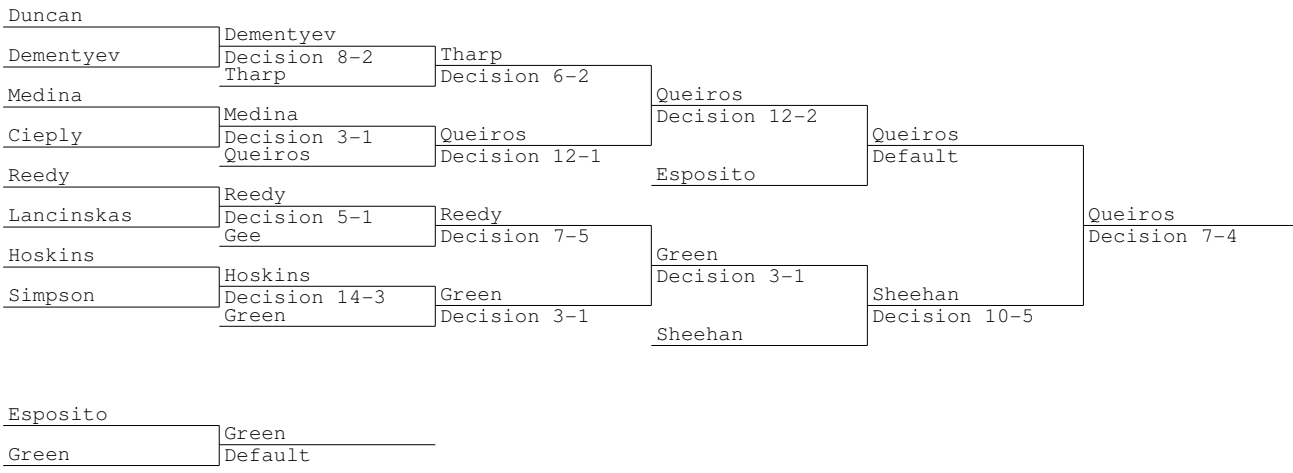 Duncan
Dementyev
Dementyev
Decision 8-2
Tharp
Tharp
Decision 6-2
Medina
Cieply
Medina
Decision 3-1
Queiros
Queiros
Decision 12-1
Queiros
Decision 12-2
Esposito
Queiros
Default
Reedy
Lancinskas
Reedy
Decision 5-1
Gee
Reedy
Decision 7-5
Hoskins
Simpson
Hoskins
Decision 14-3
Green
Green
Decision 3-1
Green
Decision 3-1
Sheehan
Sheehan
Decision 10-5
Queiros
Decision 7-4
Esposito
Green
Green
Default